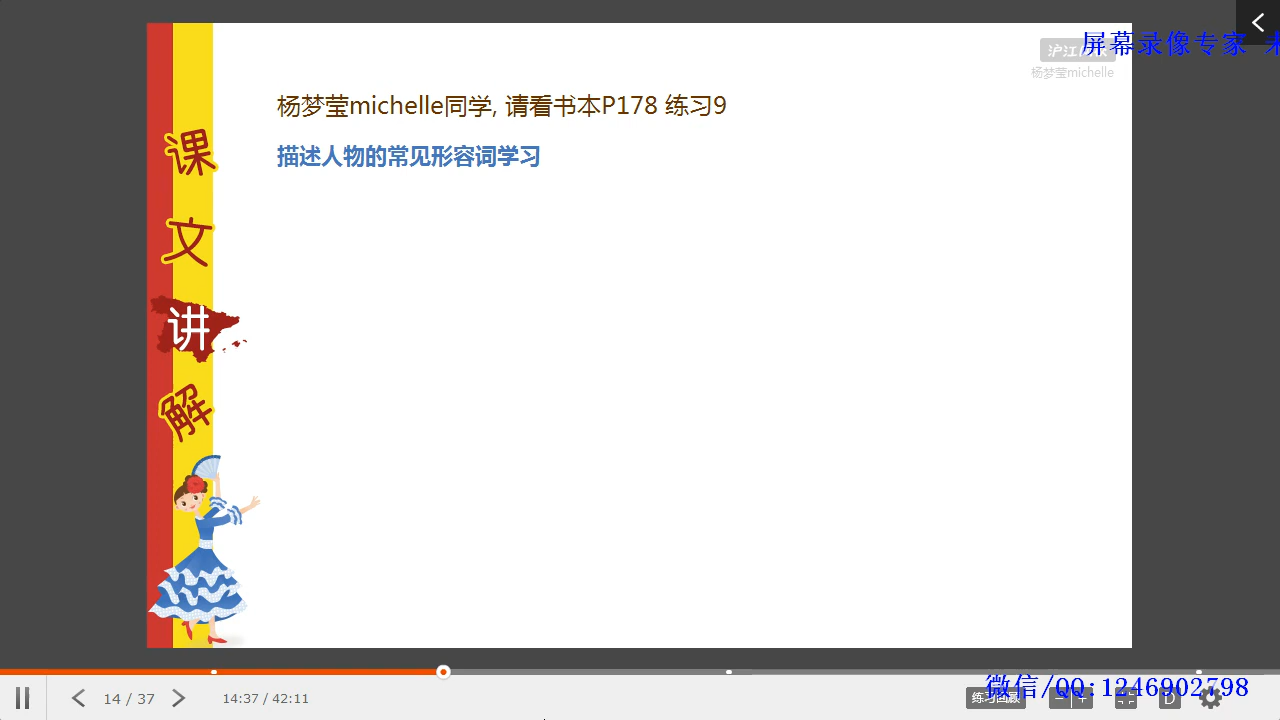 屏幕录像专家
沪江
杨梦莹michelle
杨梦莹michelle同学, 请看书本P178 练习9
描述人物的常见形容词学习
课
文
讲
解
14 / 37
14:37 / 42:11
练习回顾
微信/QQ:1246902798
D